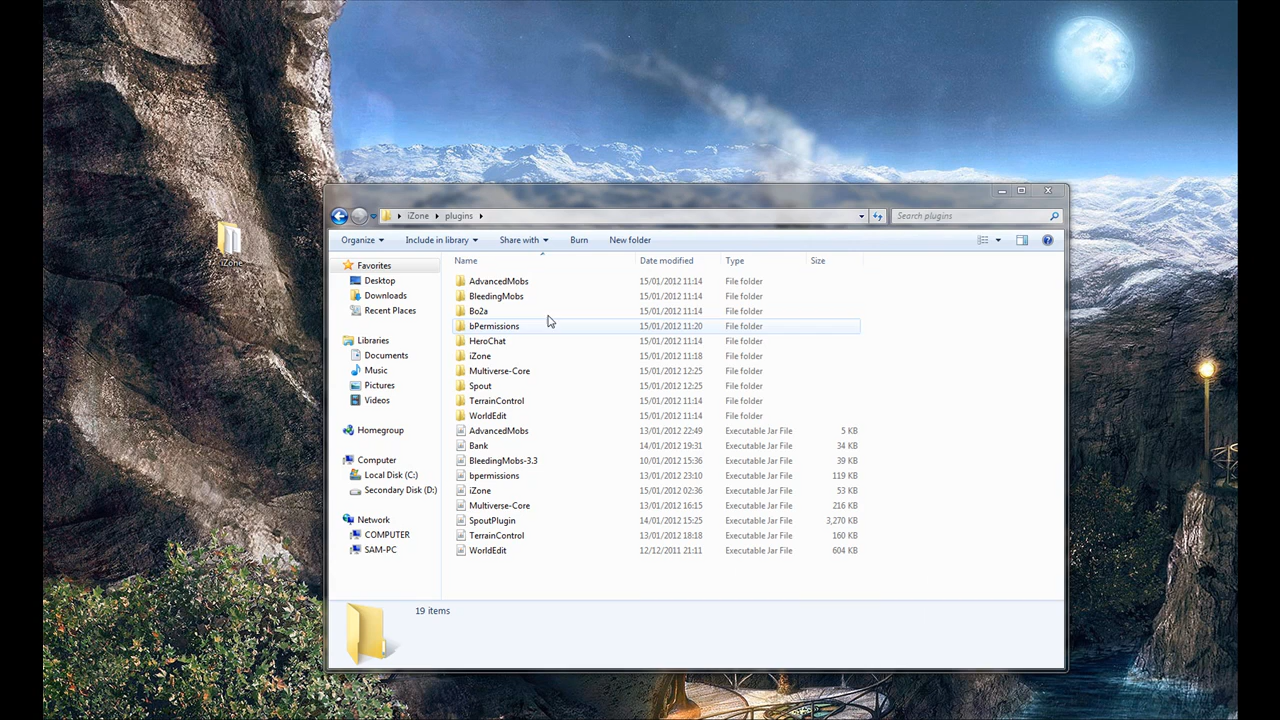 iZone
iZone plugins
Search plugins
Organize Include in library Share with Burn New folder
Name Date modified Type Size
Favorites
Desktop
Downloads
Recent Places
Libraries
Documents
Music
Pictures
Videos
Homegroup
Computer
Local Disk (C:)
Secondary Disk (D:)
Network
COMPUTER
SAM-PC
AdvancedMobs 15/01/2012 11:14 File folder
BleedingMobs 15/01/2012 11:14 File folder
Bo2a 15/01/2012 11:14 File folder
bPermissions 15/01/2012 11:20 File folder
HeroChat 15/01/2012 11:14 File folder
iZone 15/01/2012 11:18 File folder
Multiverse-Core 15/01/2012 12:25 File folder
Spout 15/01/2012 12:25 File folder
TerrainControl 15/01/2012 11:14 File folder
WorldEdit 15/01/2012 11:14 File folder
AdvancedMobs 13/01/2012 22:49 Executable Jar File 5 KB
Bank 14/01/2012 19:31 Executable Jar File 34 KB
BleedingMobs-3.3 10/01/2012 15:36 Executable Jar File 39 KB
bpermissions 13/01/2012 23:10 Executable Jar File 119 KB
iZone 15/01/2012 02:36 Executable Jar File 53 KB
Multiverse-Core 13/01/2012 16:15 Executable Jar File 216 KB
SpoutPlugin 14/01/2012 15:25 Executable Jar File 3,270 KB
TerrainControl 13/01/2012 18:18 Executable Jar File 160 KB
WorldEdit 12/12/2011 21:11 Executable Jar File 604 KB
19 items